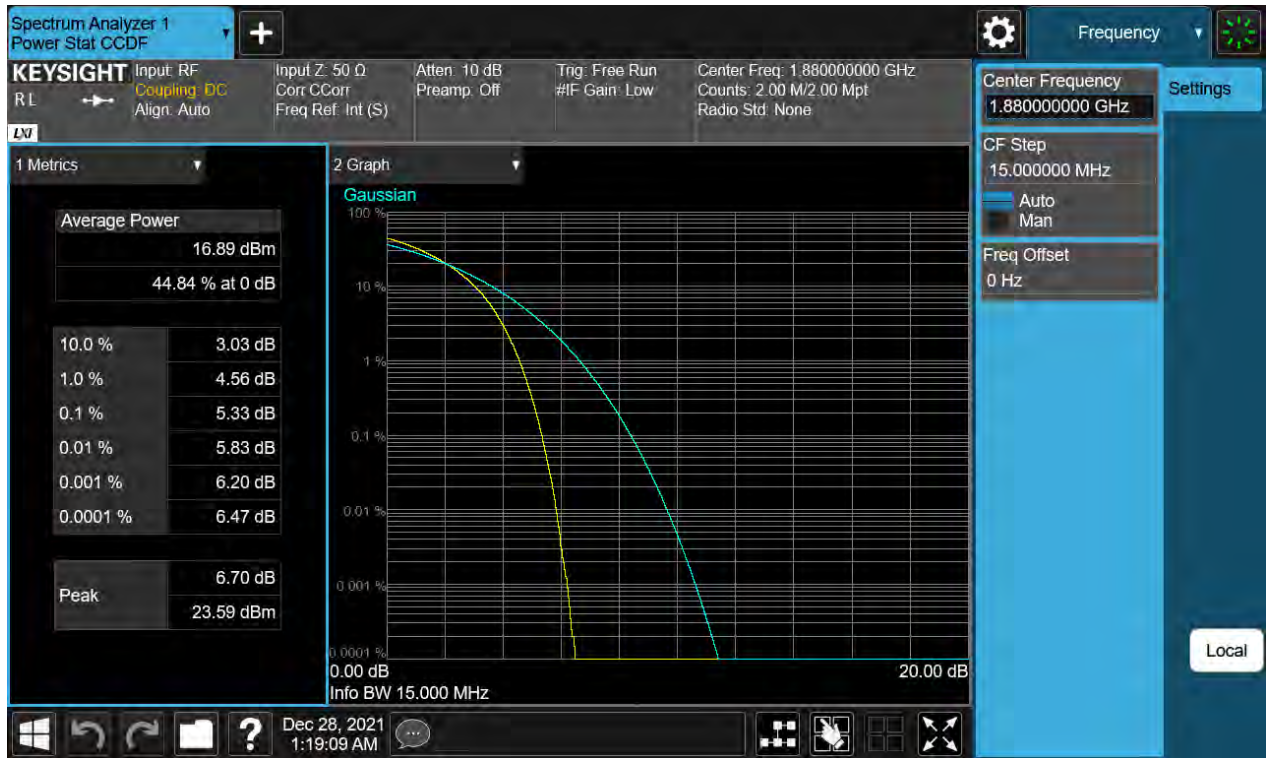 Spectrum Analyzer 1
Power Stat CCDF
+
Frequency
KEYSIGHT
RL
LXI
Input: RF
Coupling: DC
Align: Auto
Input Z: 50 Ω
Corr CCorr
Freq Ref: Int (S)
Atten: 10 dB
Preamp: Off
Trig: Free Run
#IF Gain: Low
Center Freq: 1.880000000 GHz
Counts: 2.00 M/2.00 Mpt
Radio Std: None
Center Frequency
1.880000000 GHz
Settings
CF Step
15.000000 MHz
Auto
Man
Freq Offset
0 Hz
1 Metrics
Average Power
16.89 dBm
44.84 % at 0 dB
10.0 % 3.03 dB
1.0 % 4.56 dB
0.1 % 5.33 dB
0.01 % 5.83 dB
0.001 % 6.20 dB
0.0001 % 6.47 dB
Peak 6.70 dB
23.59 dBm
2 Graph
Gaussian
100 %
10 %
1 %
0.1 %
0.01 %
0.001 %
0.0001 %
0.00 dB 20.00 dB
Info BW 15.000 MHz
Local
?
Dec 28, 2021
1:19:09 AM